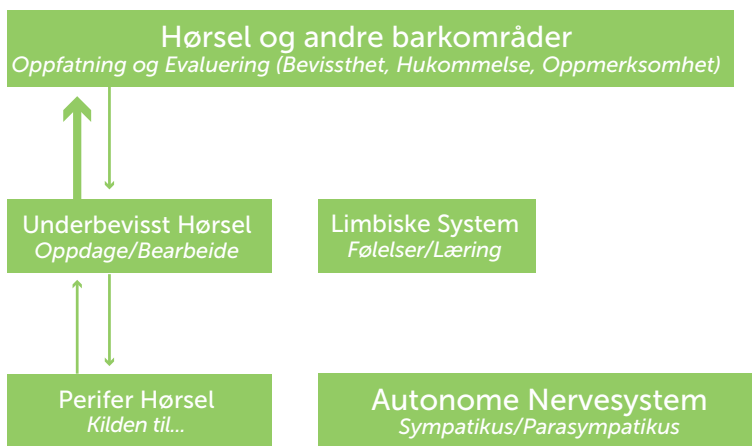 Hørsel og andre barkområder
Oppfatning og Evaluering (Bevissthet, Hukommelse, Oppmerksomhet)
Underbevisst Hørsel
Oppdage/Bearbeide
Limbiske System
Følelser/Læring
Perifer Hørsel
Kilden til...
Autonome Nervesystem
Sympatikus/Parasympatikus